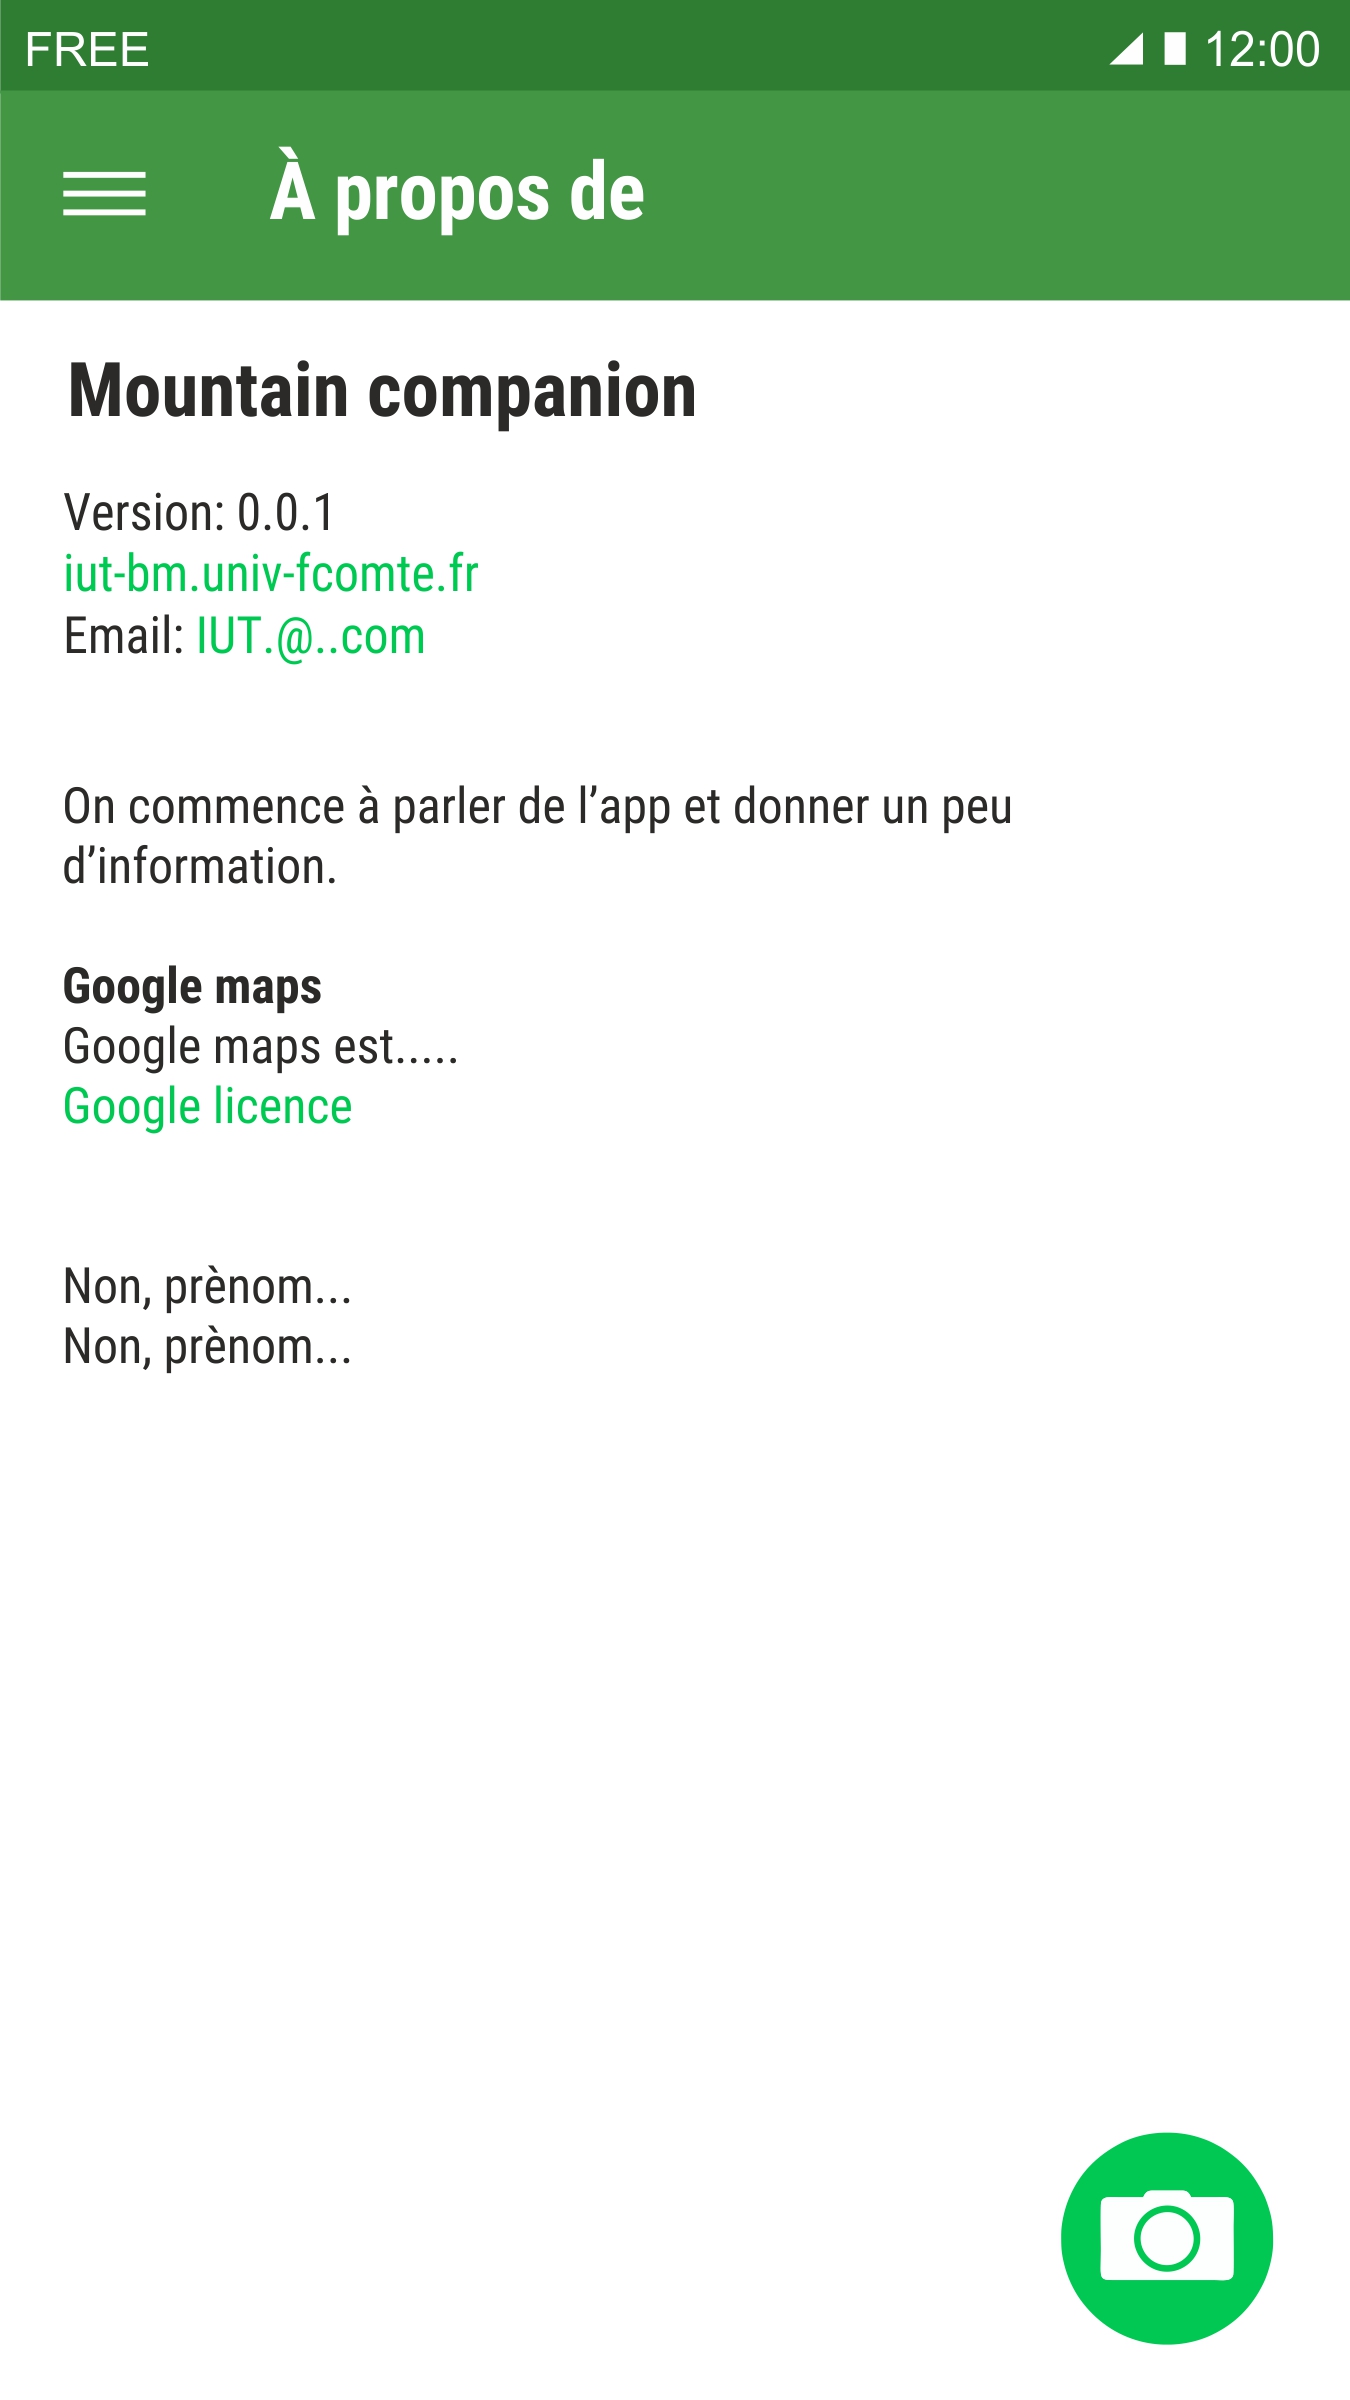 FREE 12:00
À propos de
Mountain companion
Version: 0.0.1
iut-bm.univ-fcomte.fr
Email: IUT.@..com
On commence à parler de l’app et donner un peu
d’information.
Google maps
Google maps est.....
Google licence
Non, prènom...
Non, prènom...